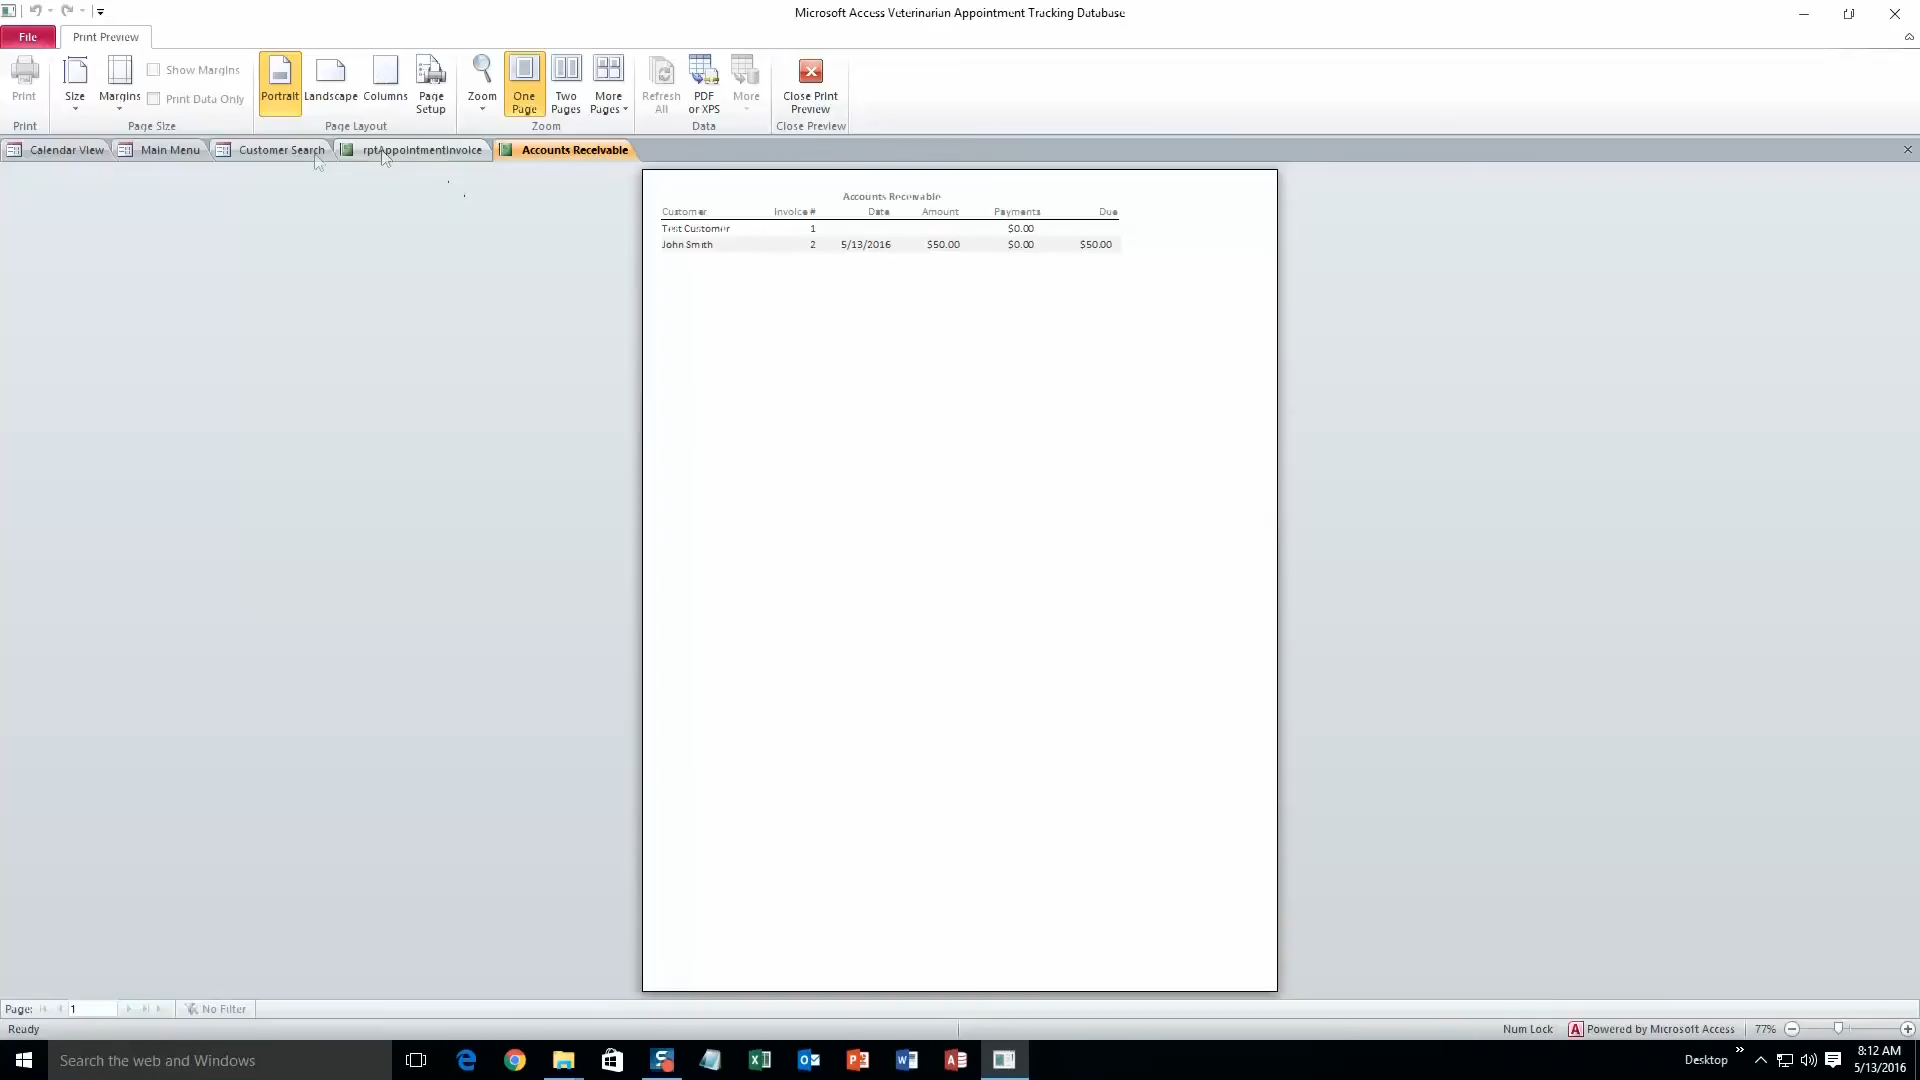 Microsoft Access Veterinarian Appointment Tracking Database
File Print Preview
Print Size Margins Show Margins Print Data Only Portrait Landscape Columns Page Setup Zoom One Page Two Pages More Pages Refresh All PDF or XPS More Close Print Preview
Print Page Size Page Layout Zoom Data Close Preview
Calendar View Main Menu Customer Search rptAppointmentInvoice Accounts Receivable
Accounts Receivable
Customer Invoice # Date Amount Payments Due
Test Customer 1 $0.00
John Smith 2 5/13/2016 $50.00 $0.00 $50.00
Page: 1 No Filter
Ready Num Lock Powered by Microsoft Access 77%
Search the web and Windows Desktop 8:12 AM
5/13/2016